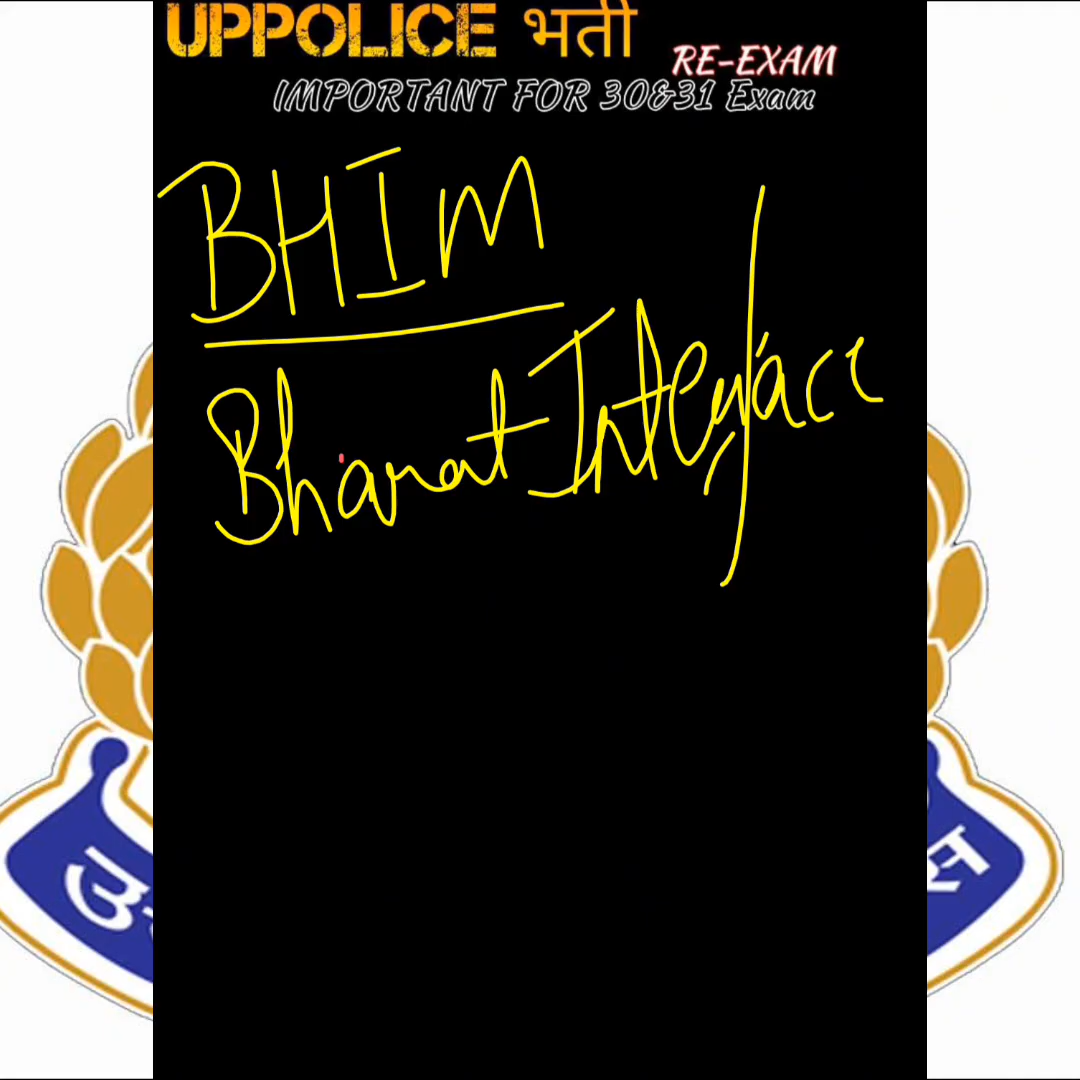 UPPOLICE भर्ती
RE-EXAM
IMPORTANT FOR 30&31 Exam
BHIM
Bharat Interface